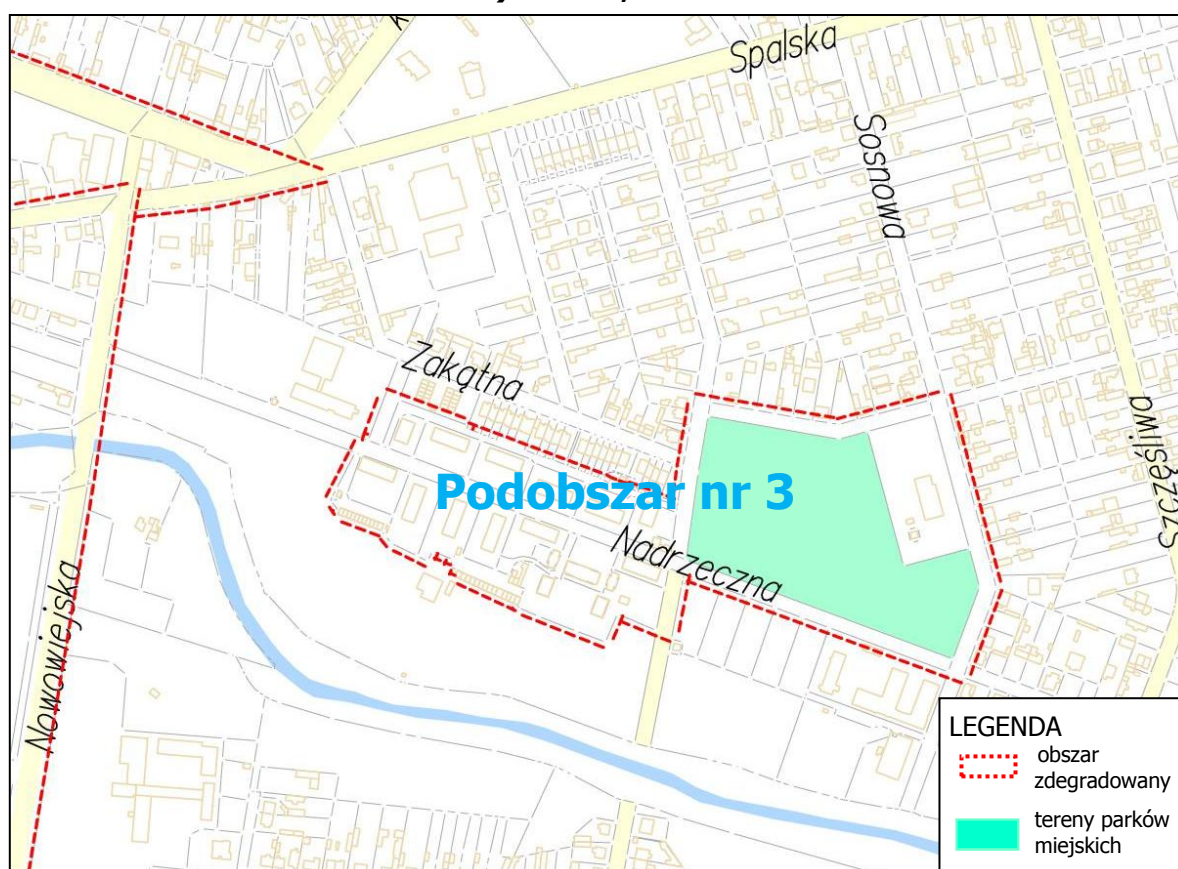 Spalska
Sosnowa
Zakątna
Szczęśliwa
Podobszar nr 3
Nadrzeczna
Nowowiejska
LEGENDA
obszar
zdegradowany
tereny parków
miejskich